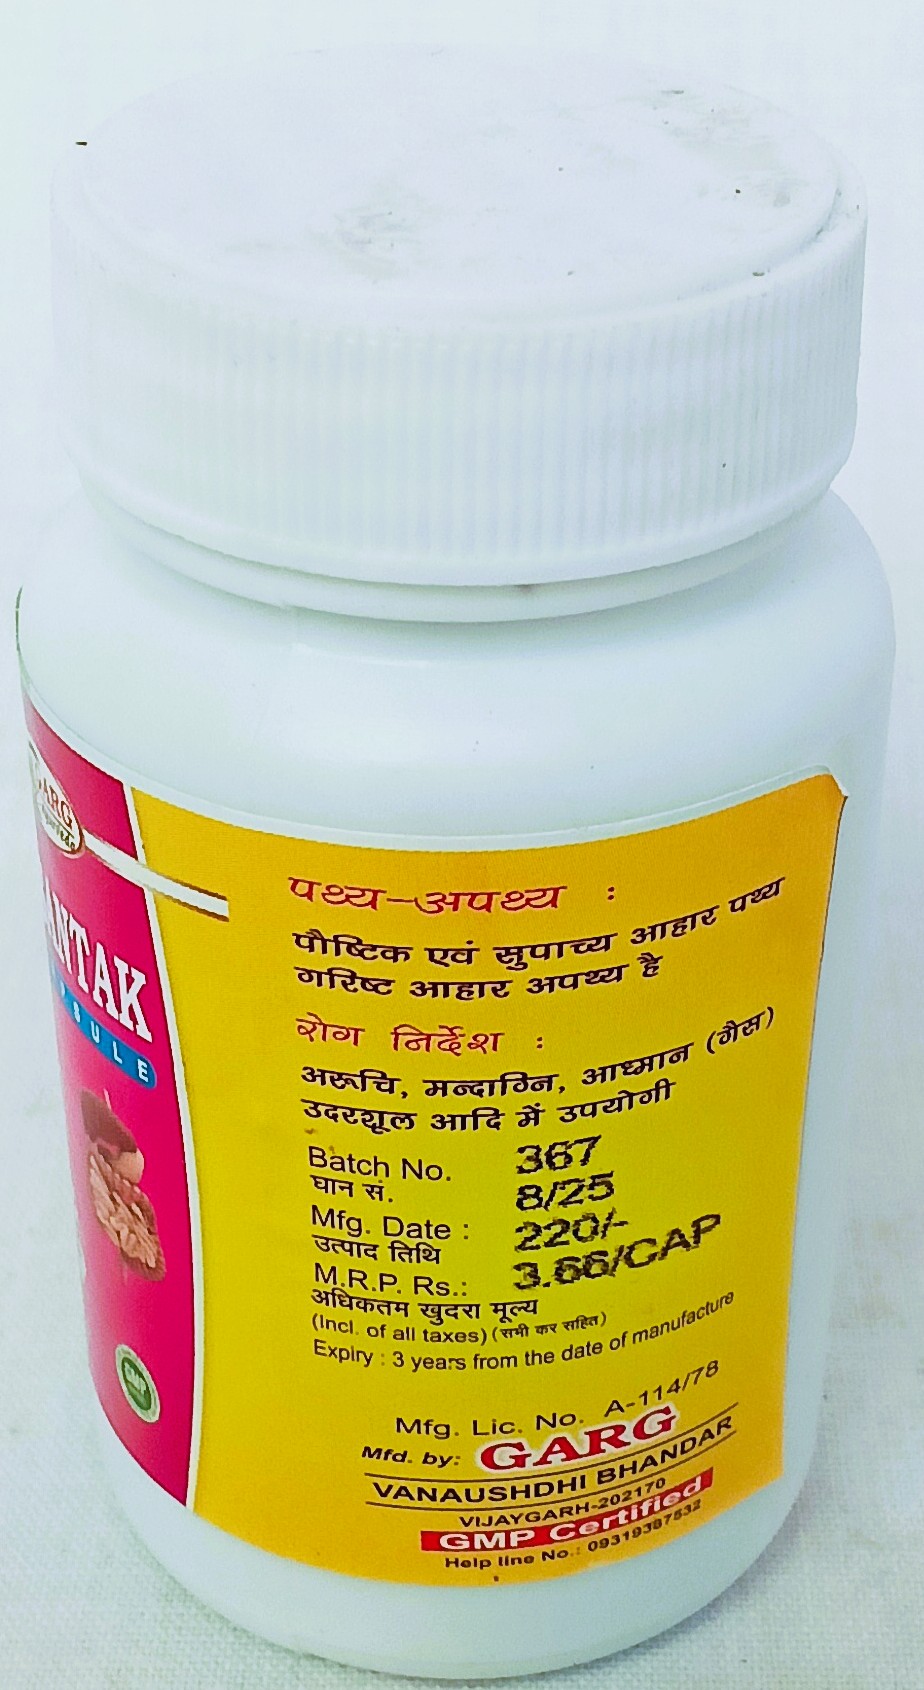 ARG
ANTAK
PSULE
पथ्य-अपथ्य :
पौष्टिक एवं सुपाच्य आहार पथ्य
गरिष्ट आहार अपथ्य है
रोग निर्देश :
अरूचि, मन्दाग्नि, आध्मान (गैस)
उदरशूल आदि में उपयोगी
Batch No. 367
घान सं. 8/25
Mfg. Date : 220/-
उत्पाद तिथि
M.R.P. Rs.: 3.66/CAP
अधिकतम खुदरा मूल्य
(Incl. of all taxes) (सभी कर सहित)
Expiry : 3 years from the date of manufacture
Mfg. Lic. No. A-114/78
Mfd. by: GARG
VANAUSHDHI BHANDAR
VIJAYGARH-202170
GMP Certified
Help line No.: 09319387532
GMP